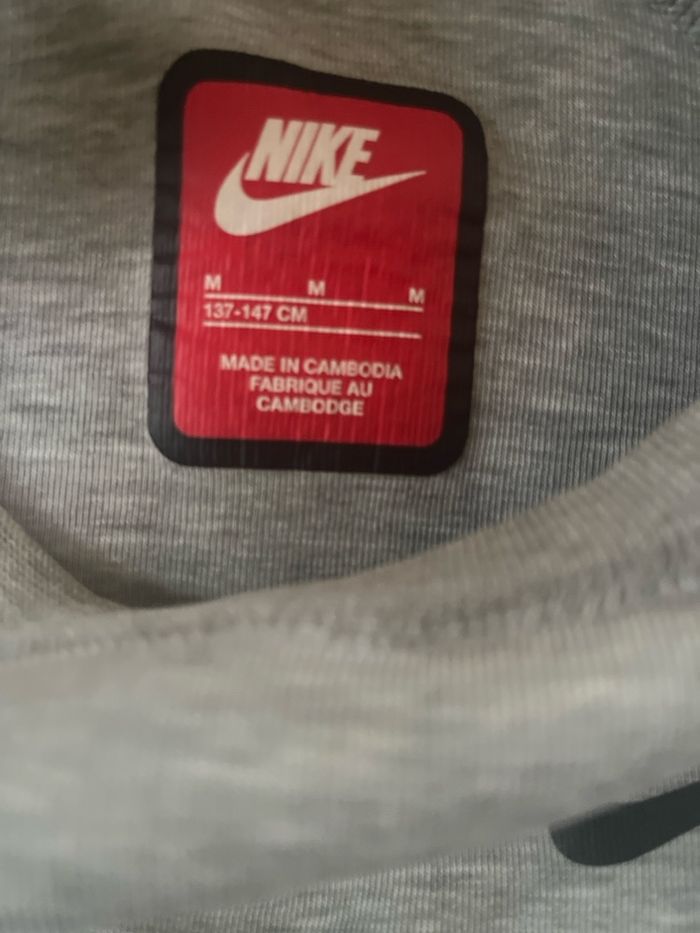 NIKE
M M M
137-147 CM
MADE IN CAMBODIA
FABRIQUE AU
CAMBODGE